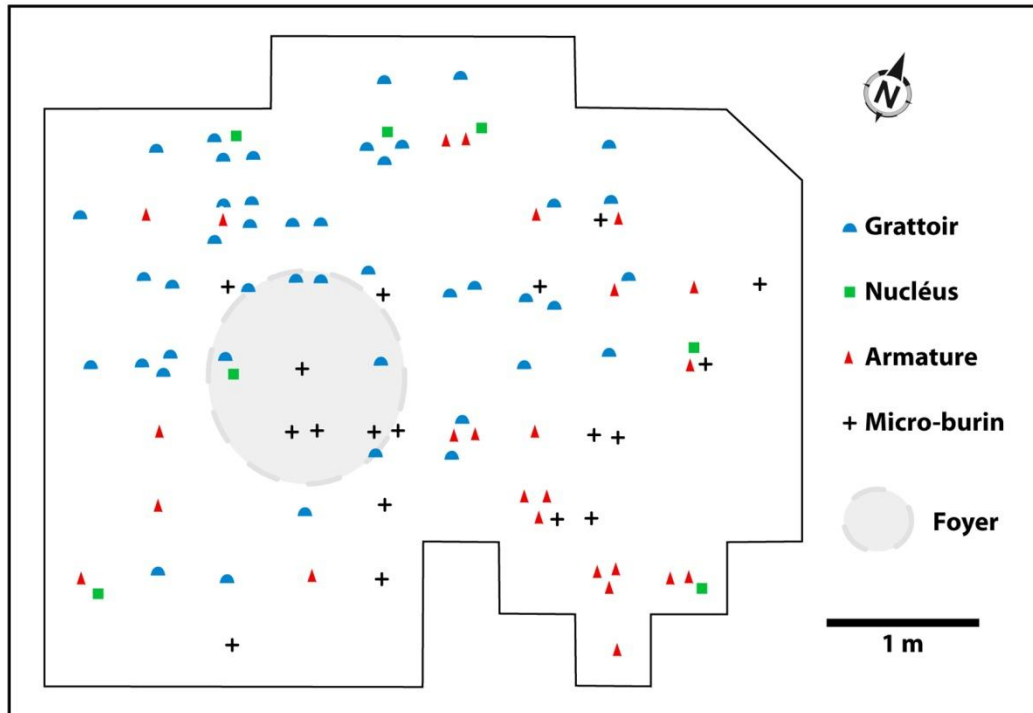 N
Grattoir
Nucléus
Armature
Micro-burin
Foyer
1 m